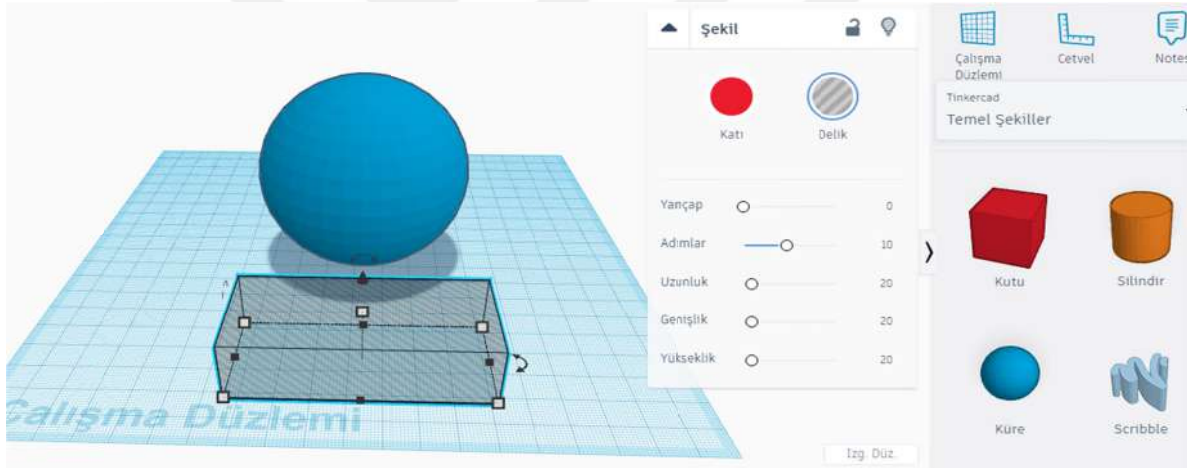 Şekil
Katı
Delik
Yarıçap 0
Adımlar 10
Uzunluk 20
Genişlik 20
Yükseklik 20
Izg. Düz.
Çalışma Düzlemi
Çalışma
Düzlemi
Cetvel
Notes
Tinkercad
Temel Şekiller
Kutu
Silindir
Küre
Scribble